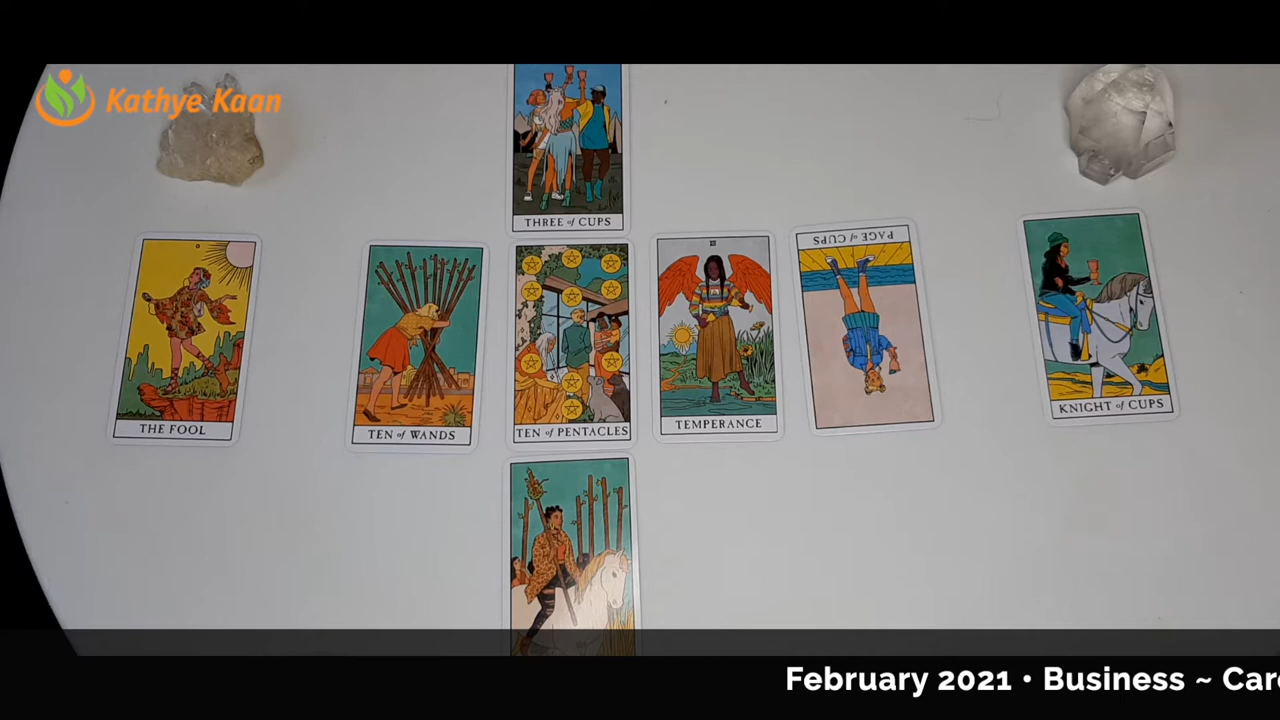 Kathye Kaan
THREE of CUPS
PAGE of CUPS
0
THE FOOL
TEN of WANDS
TEN of PENTACLES
TEMPERANCE
KNIGHT of CUPS
February 2021 • Business ~ Car